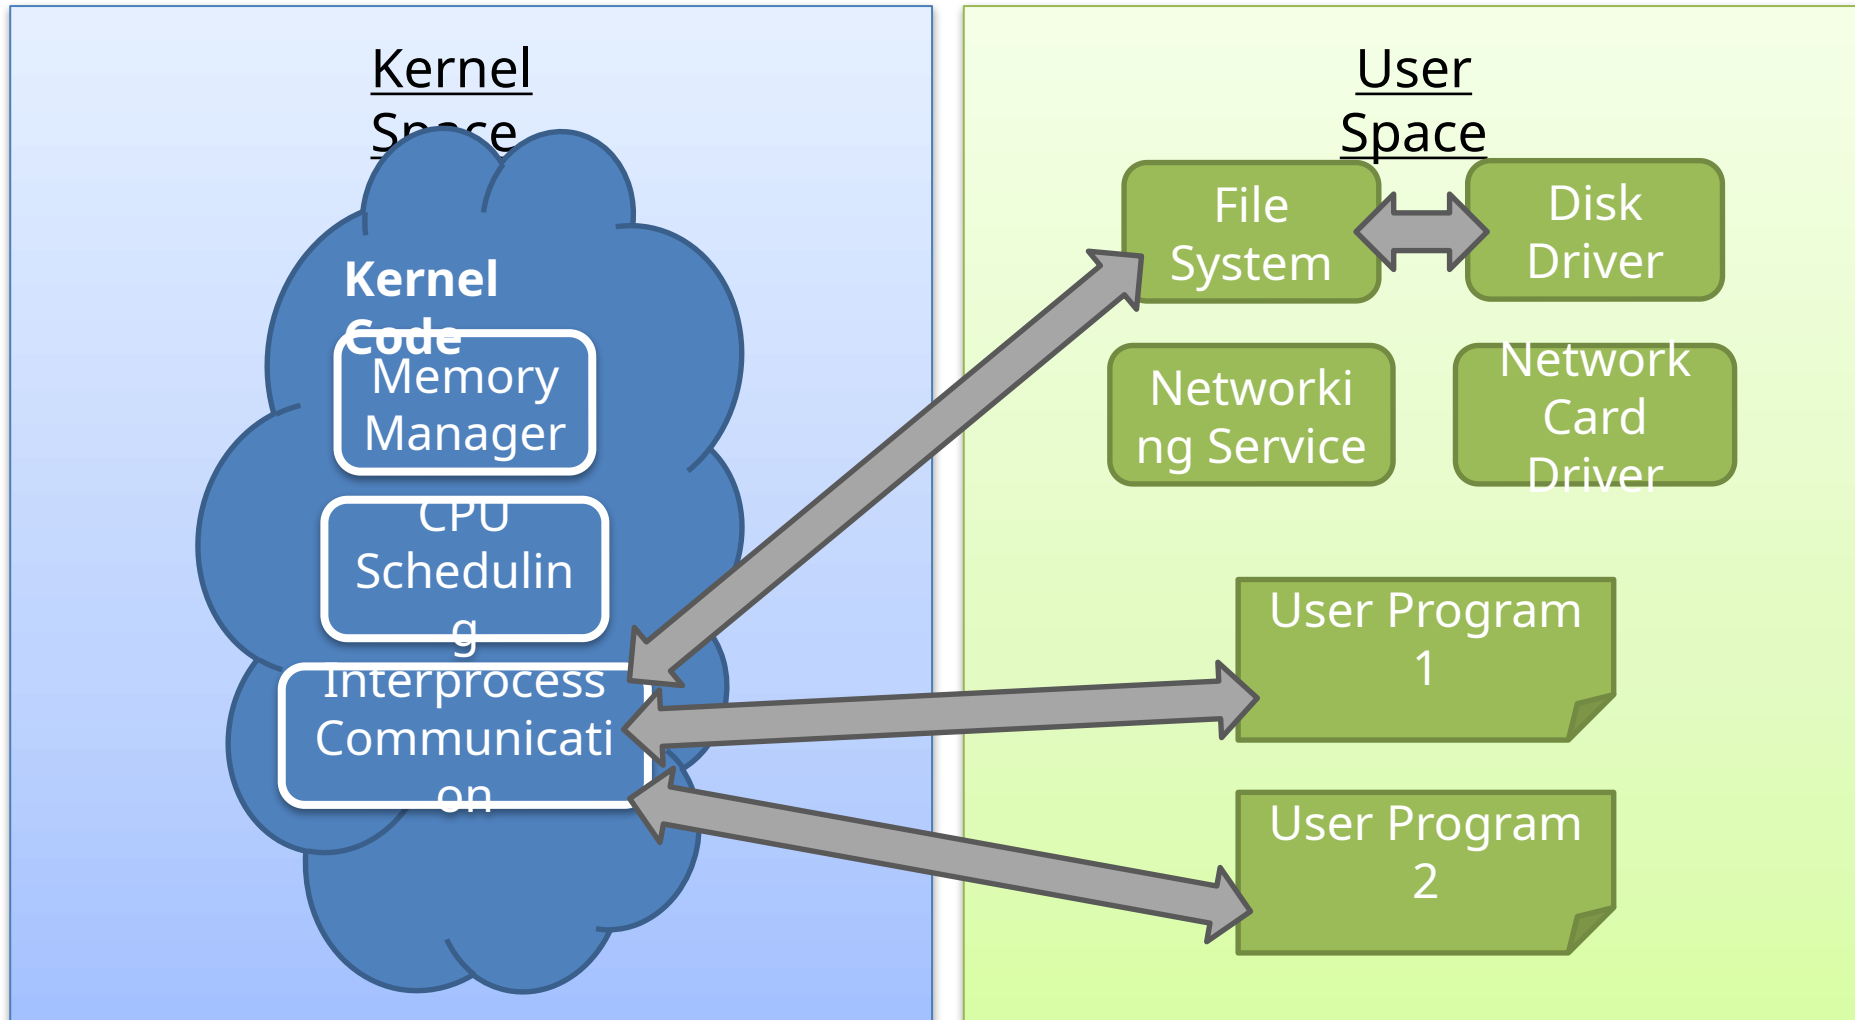 Kernel
Space
Kernel
Code
Memory
Manager
CPU
Schedulin
g
Interprocess
Communicati
on
User
Space
File
System
Disk
Driver
Networki
ng Service
Network
Card
Driver
User Program
1
User Program
2